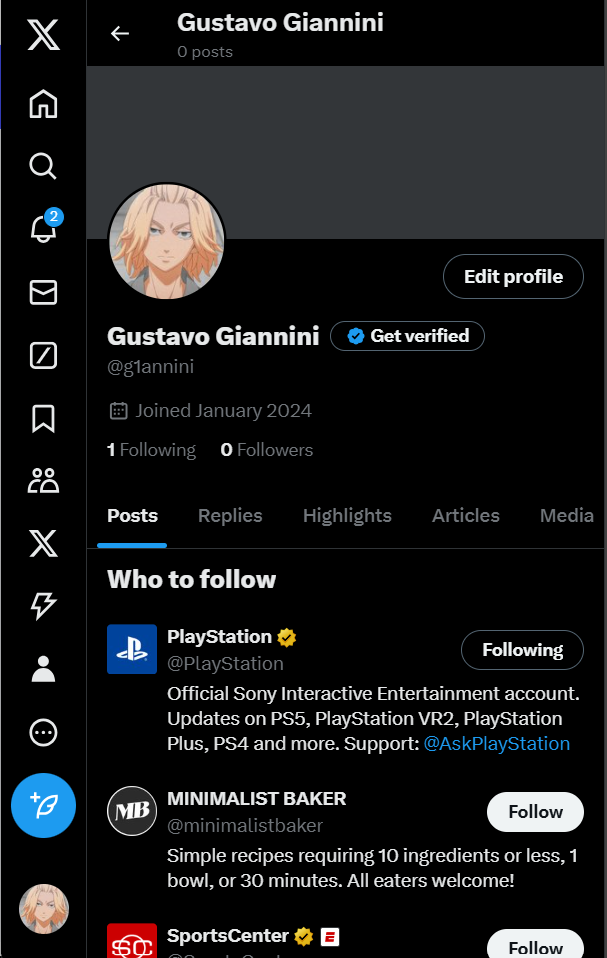 Gustavo Giannini
0 posts
2
Edit profile
Gustavo Giannini
Get verified
@g1annini
Joined January 2024
1 Following 0 Followers
Posts Replies Highlights Articles Media
Who to follow
PlayStation
@PlayStation
Following
Official Sony Interactive Entertainment account.
Updates on PS5, PlayStation VR2, PlayStation
Plus, PS4 and more. Support: @AskPlayStation
MB
MINIMALIST BAKER
@minimalistbaker
Follow
Simple recipes requiring 10 ingredients or less, 1
bowl, or 30 minutes. All eaters welcome!
SportsCenter
Follow